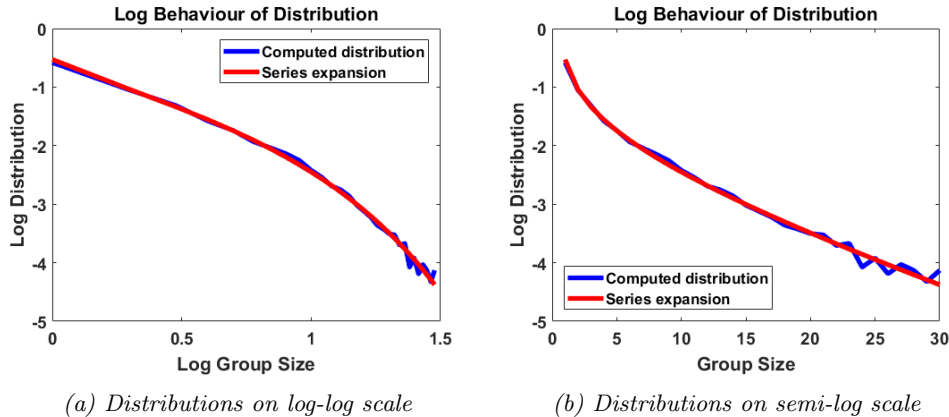 Log Behaviour of Distribution
0
-1
-2
-3
-4
-5
Log Distribution
Computed distribution
Series expansion
0
0.5
1
1.5
Log Group Size
(a) Distributions on log-log scale
Log Behaviour of Distribution
0
-1
-2
-3
-4
-5
Log Distribution
Computed distribution
Series expansion
0
5
10
15
20
25
30
Group Size
(b) Distributions on semi-log scale